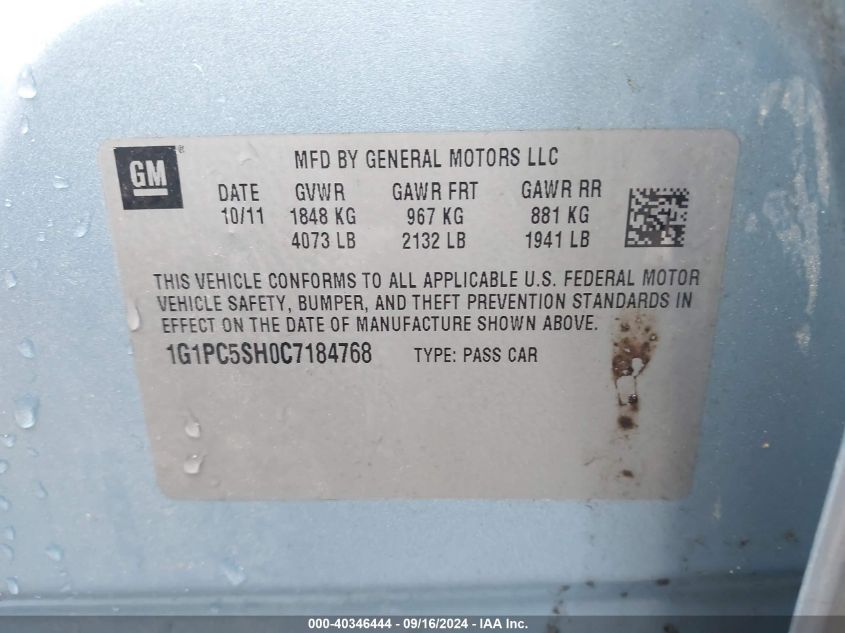 GM ®
MFD BY GENERAL MOTORS LLC
DATE GVWR GAWR FRT GAWR RR
10/11 1848 KG 967 KG 881 KG
4073 LB 2132 LB 1941 LB
THIS VEHICLE CONFORMS TO ALL APPLICABLE U.S. FEDERAL MOTOR
VEHICLE SAFETY, BUMPER, AND THEFT PREVENTION STANDARDS IN
EFFECT ON THE DATE OF MANUFACTURE SHOWN ABOVE.
1G1PC5SH0C7184768 TYPE: PASS CAR
000-40346444 - 09/16/2024 - IAA Inc.